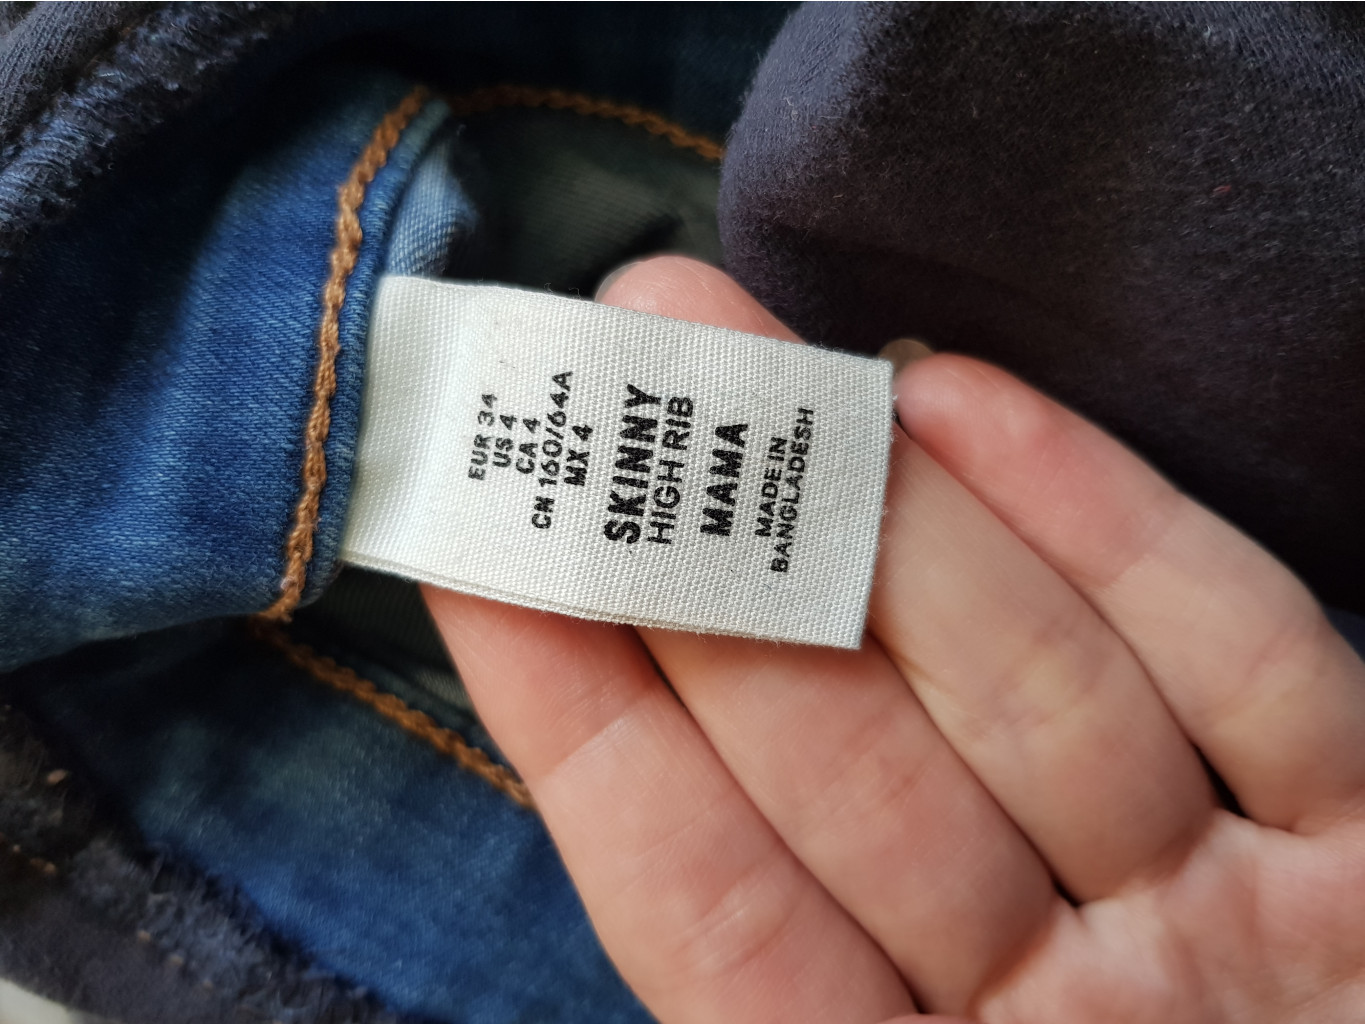 EUR 34
US 4
CA 4
CN 160/64A
MX 4
SKINNY
HIGH RIB
MAMA
MADE IN
BANGLADESH